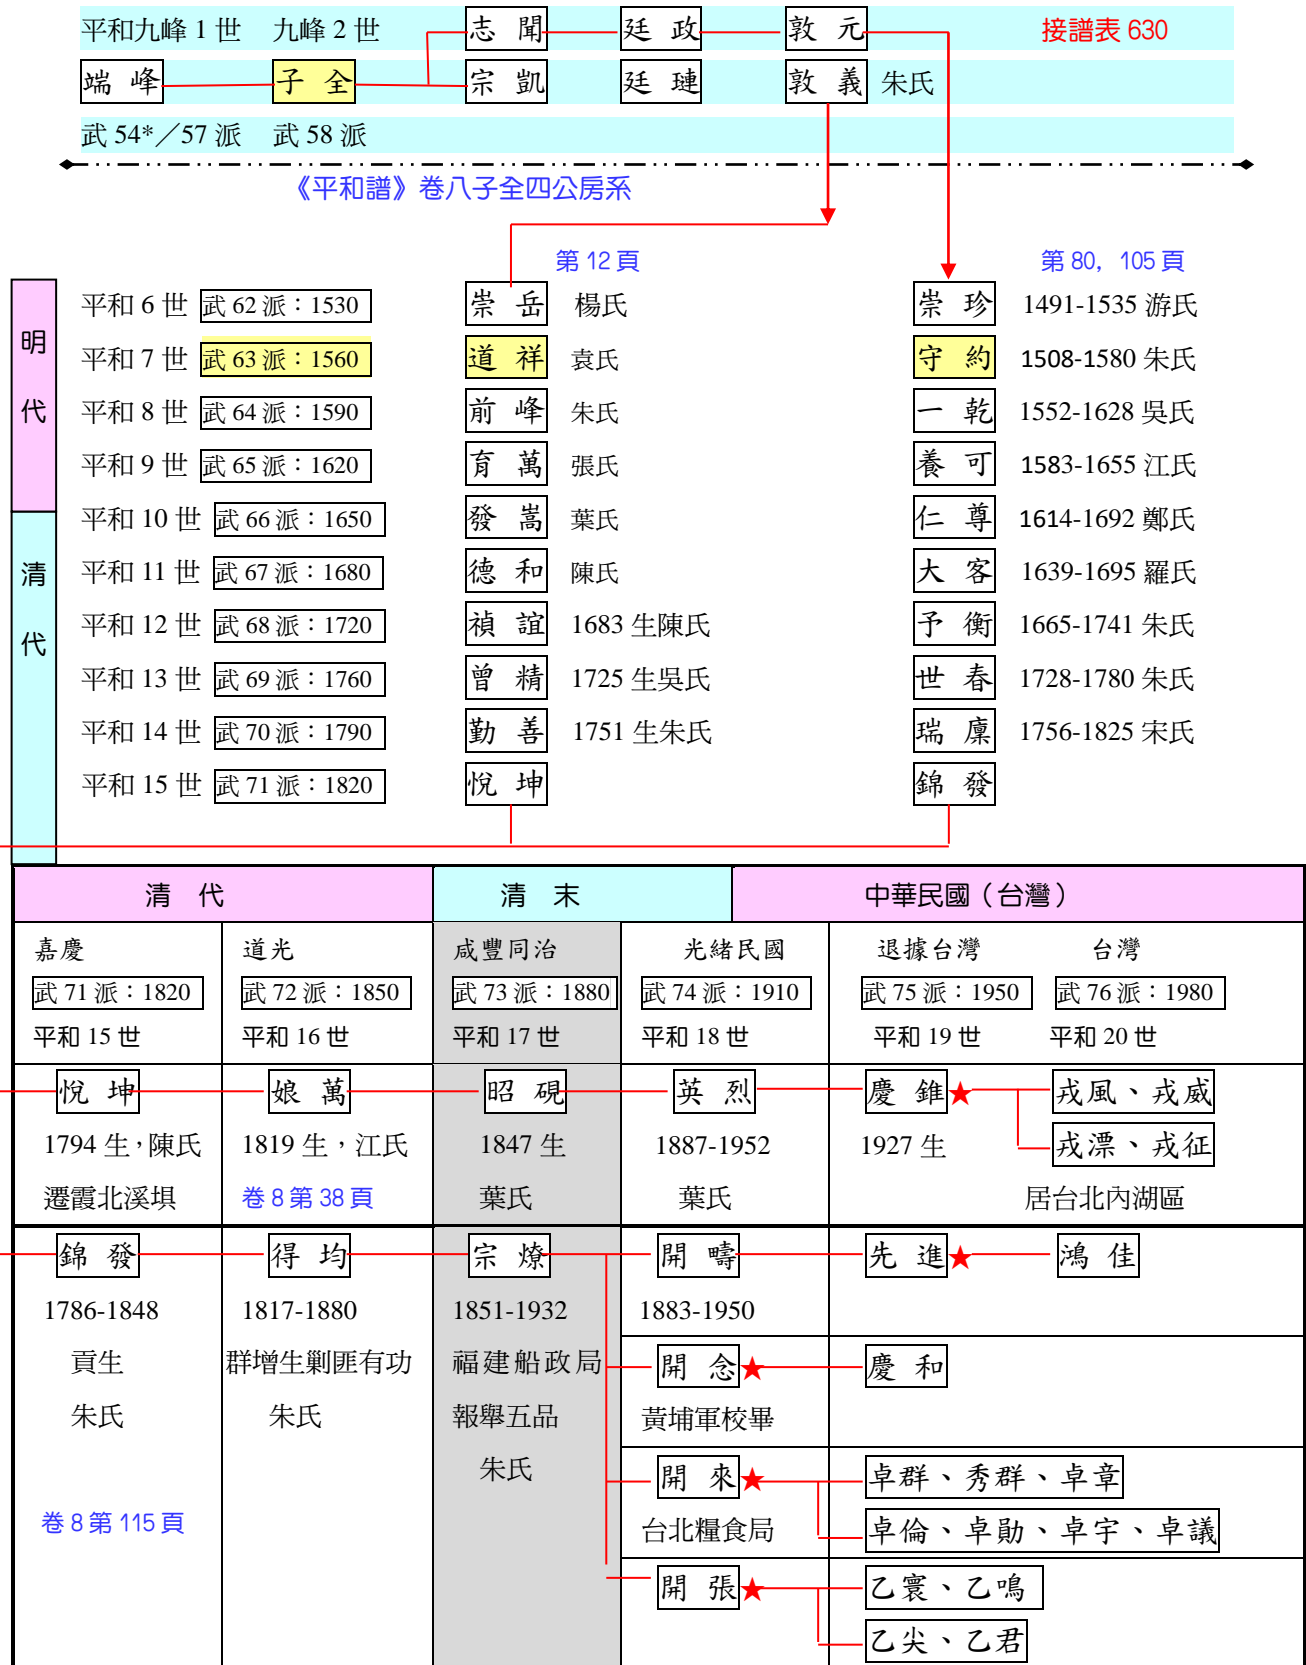 平和九峰 1 世 九峰 2 世 志 聞 廷 政 敦 元 接譜表 630
端 峰 子 全 宗 凱 廷 璉 敦 義 朱氏
武 54*／57 派 武 58 派
《平和譜》卷八子全四公房系
第 12 頁 第 80，105 頁
明代
平和 6 世 武 62 派：1530 崇 岳 楊氏 崇 珍 1491-1535 游氏
平和 7 世 武 63 派：1560 道 祥 袁氏 守 約 1508-1580 朱氏
平和 8 世 武 64 派：1590 前 峰 朱氏 一 乾 1552-1628 吳氏
平和 9 世 武 65 派：1620 育 萬 張氏 養 可 1583-1655 江氏
清代
平和 10 世 武 66 派：1650 發 嵩 葉氏 仁 尊 1614-1692 鄭氏
平和 11 世 武 67 派：1680 德 和 陳氏 大 客 1639-1695 羅氏
平和 12 世 武 68 派：1720 禎 誼 1683 生陳氏 予 衡 1665-1741 朱氏
平和 13 世 武 69 派：1760 曾 精 1725 生吳氏 世 春 1728-1780 朱氏
平和 14 世 武 70 派：1790 勤 善 1751 生朱氏 瑞 廩 1756-1825 宋氏
平和 15 世 武 71 派：1820 悅 坤 錦 發
清 代 清 末 中華民國（台灣）
嘉慶 道光 咸豐同治 光緒民國 退據台灣 台灣
武 71 派：1820 武 72 派：1850 武 73 派：1880 武 74 派：1910 武 75 派：1950 武 76 派：1980
平和 15 世 平和 16 世 平和 17 世 平和 18 世 平和 19 世 平和 20 世
悅 坤 娘 萬 昭 硯 英 烈 慶 錐★ 戎風、戎威
1794 生，陳氏 1819 生，江氏 1847 生 1887-1952 1927 生 戎漂、戎征
遷霞北溪埧 卷 8 第 38 頁 葉氏 葉氏 居台北內湖區
錦 發 得 均 宗 燎 開 疇 先 進★ 鴻 佳
1786-1848 1817-1880 1851-1932 1883-1950
貢生 群增生剿匪有功 福建船政局 開 念★ 慶 和
朱氏 朱氏 報舉五品 黃埔軍校畢
朱氏 開 來★ 卓群、秀群、卓章
卷 8 第 115 頁 台北糧食局 卓倫、卓勛、卓宇、卓議
開 張★ 乙寰、乙鳴
乙尖、乙君